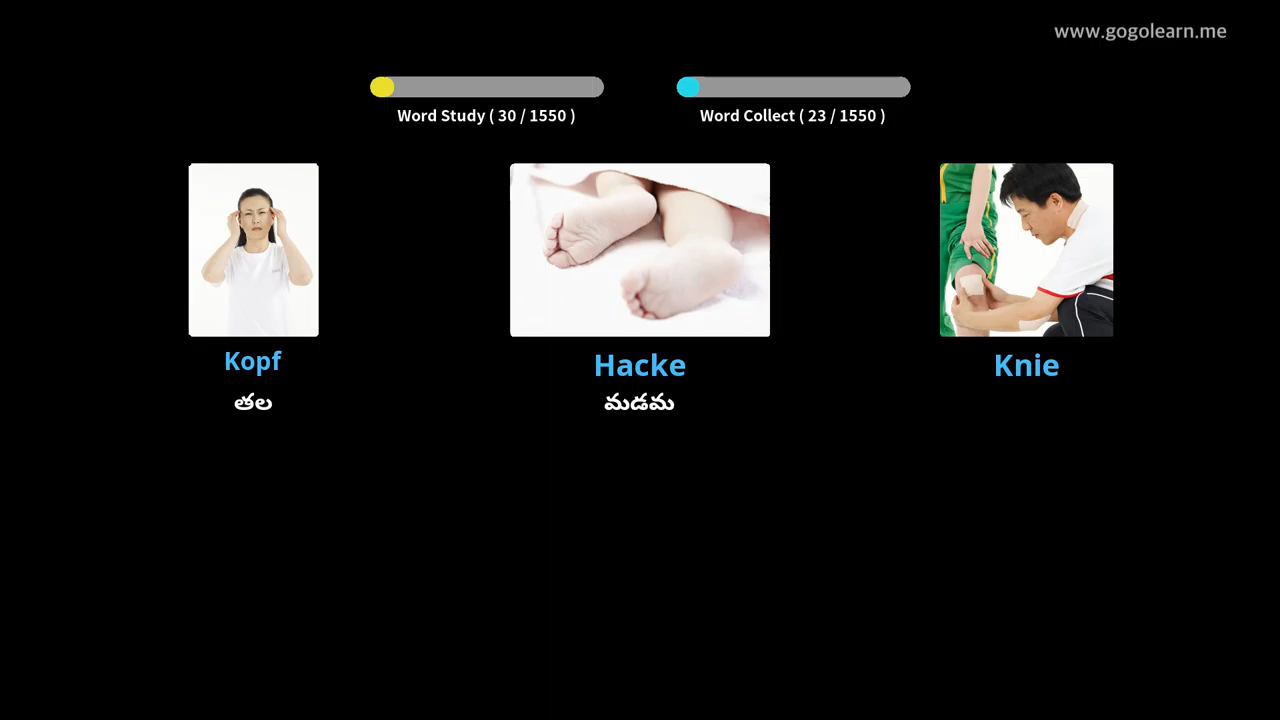 www.gogolearn.me
Word Study ( 30 / 1550 )
Word Collect ( 23 / 1550 )
Kopf
Hacke
Knie
తల
మడమ